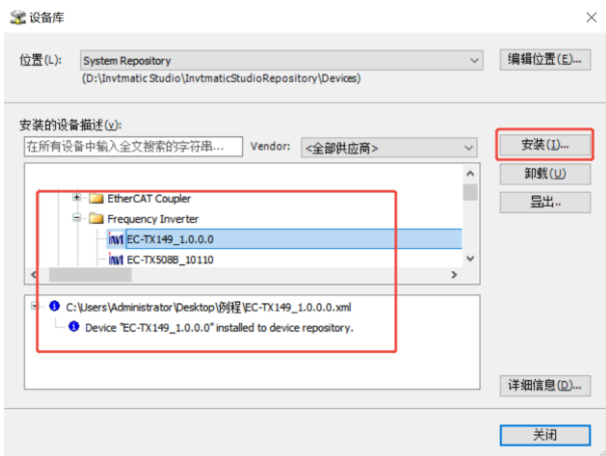 设备库
位置(L): System Repository 编辑位置(E)...
(D:\Invtmatic Studio\InvtmaticStudioRepository\Devices)
安装的设备描述(v):
在所有设备中输入全文搜索的字符串... Vendor: <全部供应商> 安装(I)...
卸载(U)
EtherCAT Coupler 显出..
Frequency Inverter
invt EC-TX149_1.0.0.0
invt EC-TX508B_10110
C:\Users\Administrator\Desktop\例程\EC-TX149_1.0.0.0.xml
Device "EC-TX149_1.0.0.0" installed to device repository.
详细信息(D)...
关闭